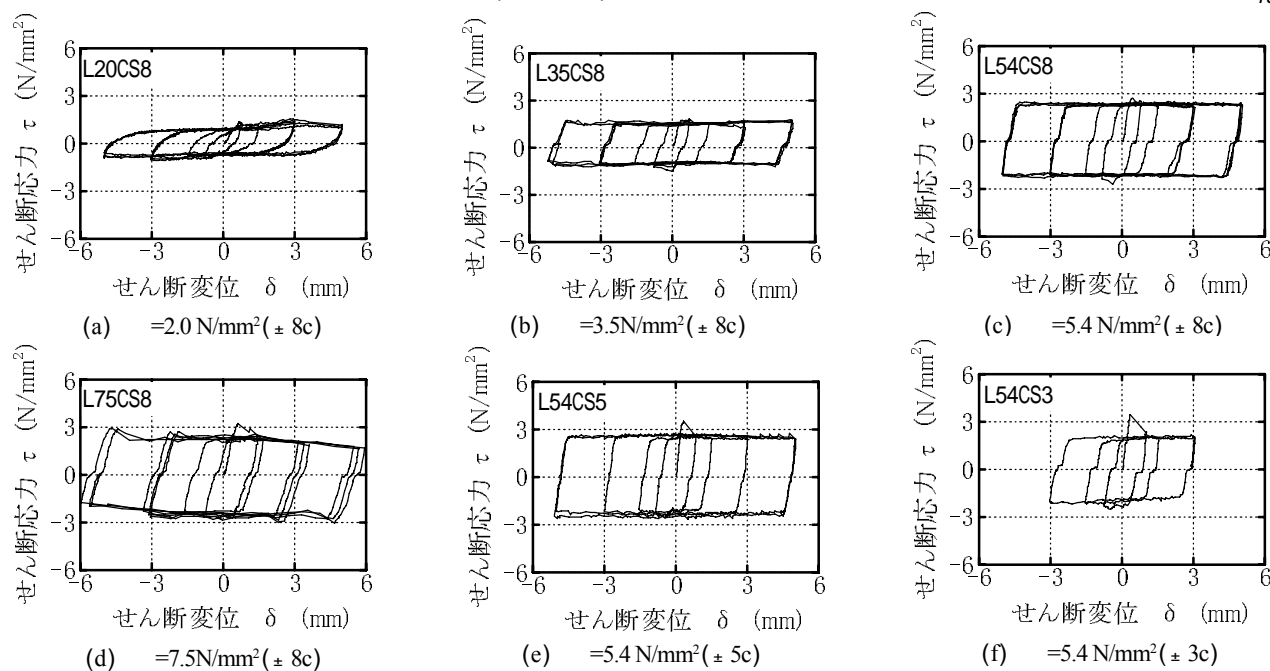 せん断応力 τ (N/mm²)
6
3
0
−3
−6
L20CS8
−6 −3 0 3 6
せん断変位 δ (mm)
(a) =2.0 N/mm²( ± 8c)
せん断応力 τ (N/mm²)
6
3
0
−3
−6
L35CS8
−6 −3 0 3 6
せん断変位 δ (mm)
(b) =3.5N/mm²( ± 8c)
せん断応力 τ (N/mm²)
6
3
0
−3
−6
L54CS8
−6 −3 0 3 6
せん断変位 δ (mm)
(c) =5.4 N/mm²( ± 8c)
せん断応力 τ (N/mm²)
6
3
0
−3
−6
L75CS8
−6 −3 0 3 6
せん断変位 δ (mm)
(d) =7.5N/mm²( ± 8c)
せん断応力 τ (N/mm²)
6
3
0
−3
−6
L54CS5
−6 −3 0 3 6
せん断変位 δ (mm)
(e) =5.4 N/mm²( ± 5c)
せん断応力 τ (N/mm²)
6
3
0
−3
−6
L54CS3
−6 −3 0 3 6
せん断変位 δ (mm)
(f) =5.4 N/mm²( ± 3c)